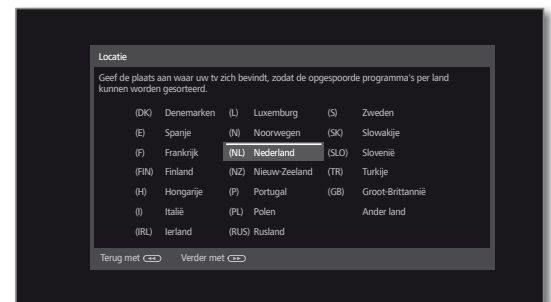 Locatie
Geef de plaats aan waar uw tv zich bevindt, zodat de opgespoorde programma's per land
kunnen worden gesorteerd.
(DK) Denemarken (L) Luxemburg (S) Zweden
(E) Spanje (N) Noorwegen (SK) Slowakije
(F) Frankrijk (NL) Nederland (SLO) Slovenië
(FIN) Finland (NZ) Nieuw-Zeeland (TR) Turkije
(H) Hongarije (P) Portugal (GB) Groot-Brittannië
(I) Italië (PL) Polen Ander land
(IRL) Ierland (RUS) Rusland
Terug met Verder met